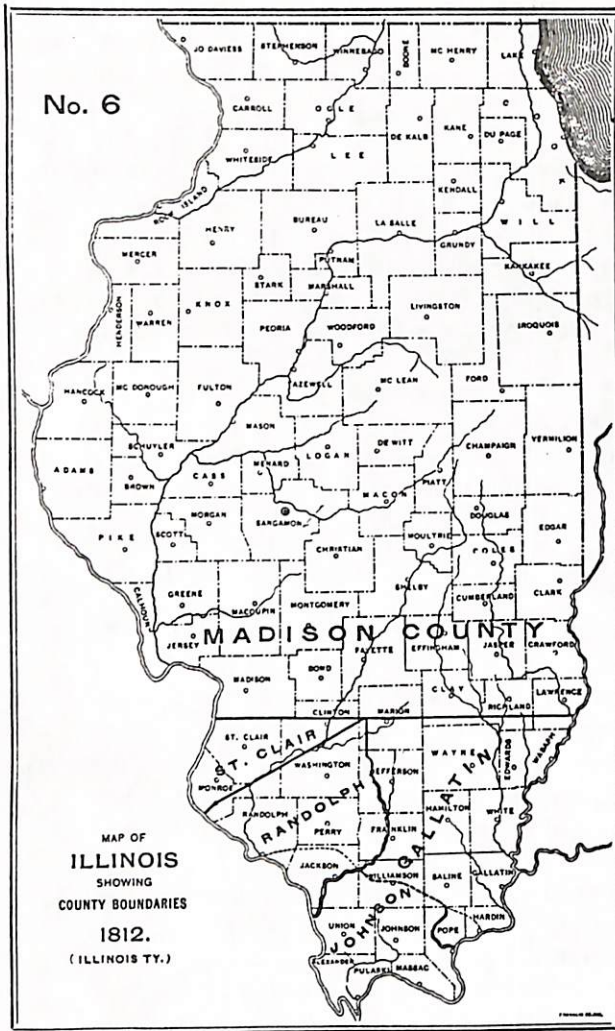 No. 6
JO DAVIESS
STEPHENSON
WINNEBAGO
BOONE
MC HENRY
LAKE
CARROLL
OGLE
DE KALB
KANE
DU PAGE
C
K
WHITESIDE
LEE
KENDALL
WILL
ROCK ISLAND
HENRY
BUREAU
LA SALLE
GRUNDY
MERCER
PUTNAM
KANKAKEE
STARK
MARSHALL
HENDERSON
WARREN
KNOX
PEORIA
WOODFORD
LIVINGSTON
IROQUOIS
HANCOCK
MC DONOUGH
FULTON
AZEWELL
MC LEAN
FORD
MASON
SCHUYLER
LOGAN
DEWITT
CHAMPAIGN
VERMILION
ADAMS
BROWN
CASS
MENARD
PIATT
MACON
MORGAN
SANGAMON
DOUGLAS
PIKE
SCOTT
CHRISTIAN
MOULTRIE
COLES
EDGAR
CALHOUN
GREENE
MACOUPIN
MONTGOMERY
SHELBY
CUMBERLAND
CLARK
MADISON COUNTY
JERSEY
FAYETTE
EFFINGHAM
JASPER
CRAWFORD
MADISON
BOND
CLAY
RICHLAND
LAWRENCE
CLINTON
MARION
ST. CLAIR
ST. CLAIR
WASHINGTON
JEFFERSON
WAYNE
EDWARDS
WABASH
MONROE
RANDOLPH
RANDOLPH
PERRY
GALLATIN
HAMILTON
WHITE
FRANKLIN
JACKSON
WILLIAMSON
SALINE
GALLATIN
JOHNSON
UNION
JOHNSON
POPE
HARDIN
ALEXANDER
PULASKI
MASSAC
MAP OF
ILLINOIS
SHOWING
COUNTY BOUNDARIES
1812.
(ILLINOIS TY.)